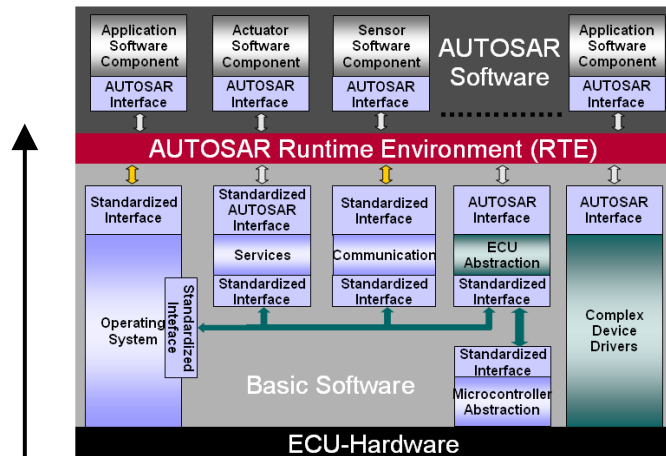 Application
Software
Component
AUTOSAR
Interface
Actuator
Software
Component
AUTOSAR
Interface
Sensor
Software
Component
AUTOSAR
Interface
AUTOSAR
Software
Application
Software
Component
AUTOSAR
Interface
AUTOSAR Runtime Environment (RTE)
Standardized
Interface
Operating
System
Standardized
Inteface
Standardized
AUTOSAR
Interface
Services
Standardized
Interface
Standardized
Interface
Communication
Standardized
Interface
AUTOSAR
Interface
ECU
Abstraction
Standardized
Interface
Standardized
Interface
Microcontroller
Abstraction
AUTOSAR
Interface
Complex
Device
Drivers
Basic Software
ECU-Hardware